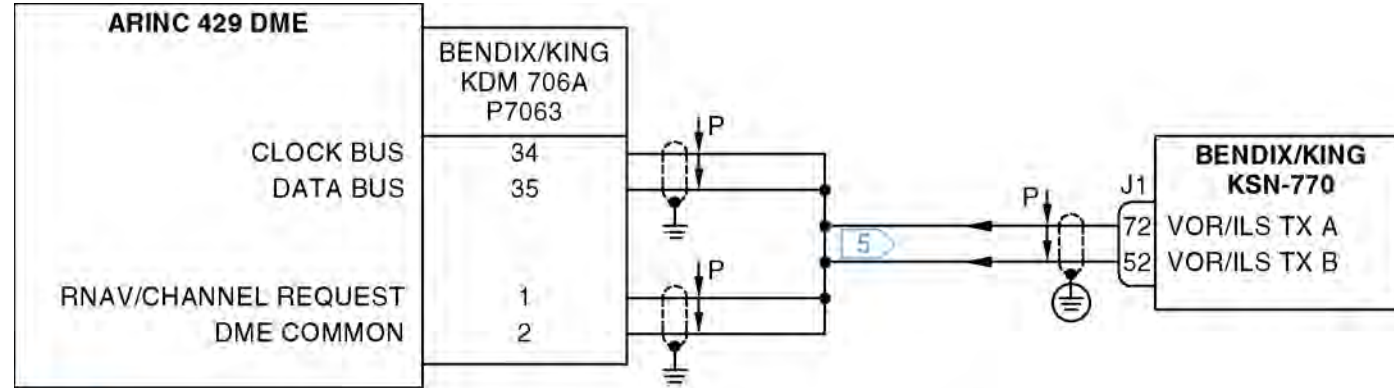 ARINC 429 DME
BENDIX/KING
KDM 706A
P7063
CLOCK BUS 34
DATA BUS 35
RNAV/CHANNEL REQUEST 1
DME COMMON 2
P
P
5
P
J1
BENDIX/KING
KSN-770
72 VOR/ILS TX A
52 VOR/ILS TX B